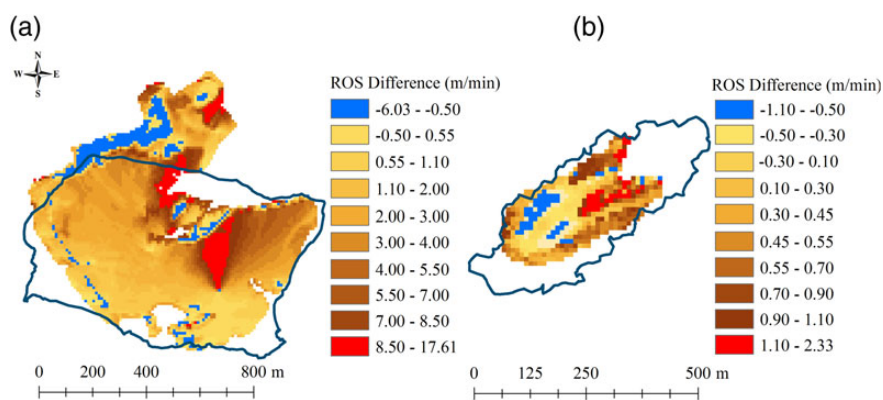 (a)
(b)
N
W E
S
ROS Difference (m/min)
-6.03 - -0.50
-0.50 - 0.55
0.55 - 1.10
1.10 - 2.00
2.00 - 3.00
3.00 - 4.00
4.00 - 5.50
5.50 - 7.00
7.00 - 8.50
8.50 - 17.61
0 200 400 800 m
ROS Difference (m/min)
-1.10 - -0.50
-0.50 - -0.30
-0.30 - 0.10
0.10 - 0.30
0.30 - 0.45
0.45 - 0.55
0.55 - 0.70
0.70 - 0.90
0.90 - 1.10
1.10 - 2.33
0 125 250 500 m